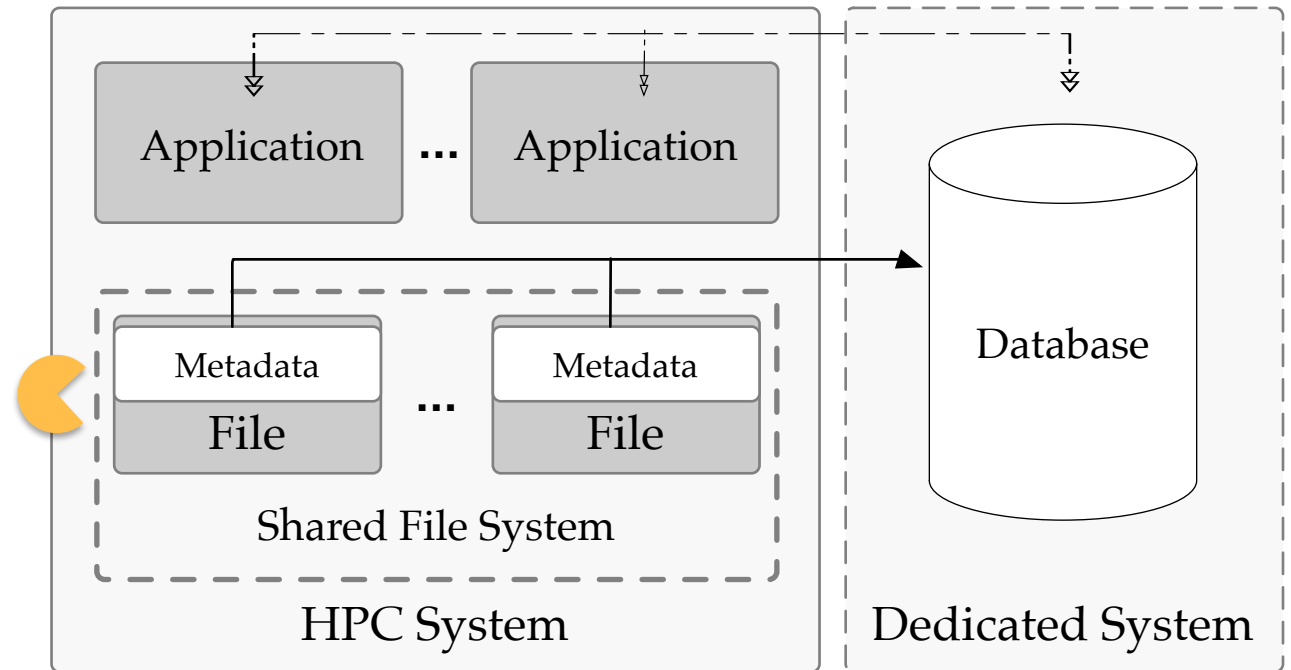 Application ... Application
Metadata Metadata
File ... File
Shared File System
HPC System
Database
Dedicated System